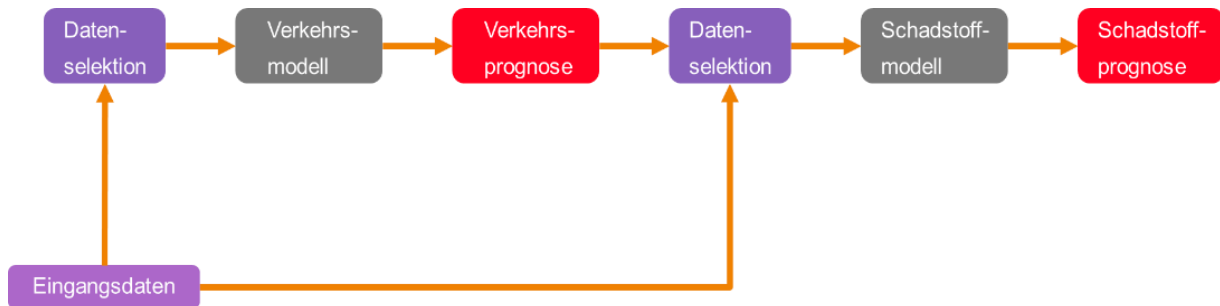 Daten-
selektion
Verkehrs-
modell
Verkehrs-
prognose
Daten-
selektion
Schadstoff-
modell
Schadstoff-
prognose
Eingangsdaten